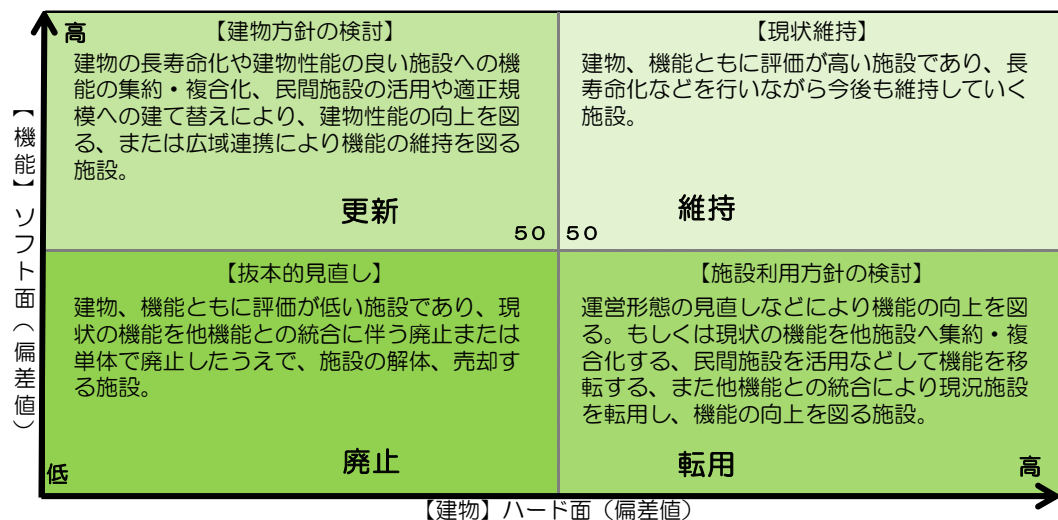 高
【建物方針の検討】
建物の長寿命化や建物性能の良い施設への機
能の集約・複合化、民間施設の活用や適正規
模への建て替えにより、建物性能の向上を図
る、または広域連携により機能の維持を図る
施設。
更新
５０
【現状維持】
建物、機能ともに評価が高い施設であり、長
寿命化などを行いながら今後も維持していく
施設。
維持
５０
【機能】ソフト面（偏差値）
【抜本的見直し】
建物、機能ともに評価が低い施設であり、現
状の機能を他機能との統合に伴う廃止または
単体で廃止したうえで、施設の解体、売却す
る施設。
廃止
低
【施設利用方針の検討】
運営形態の見直しなどにより機能の向上を図
る。もしくは現状の機能を他施設へ集約・複
合化する、民間施設を活用などして機能を移
転する、また他機能との統合により現況施設
を転用し、機能の向上を図る施設。
転用
高
【建物】ハード面（偏差値）